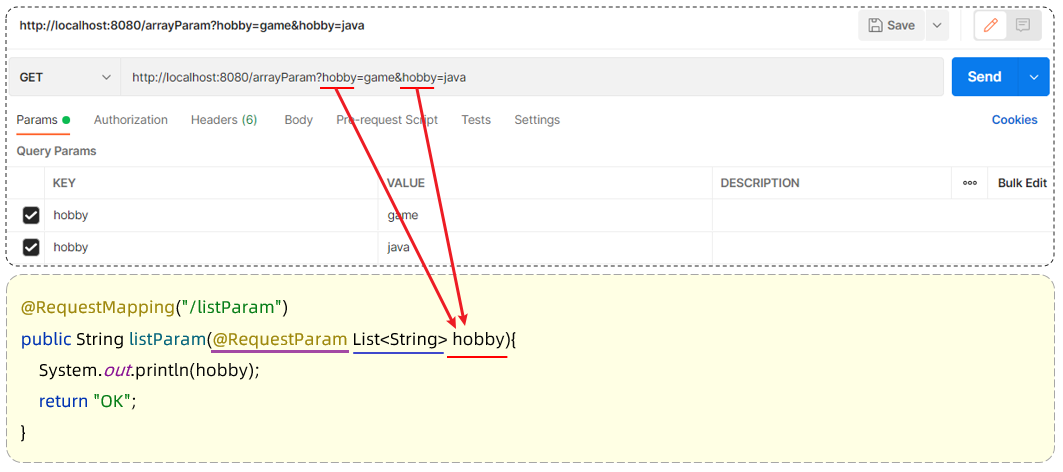 http://localhost:8080/arrayParam?hobby=game&hobby=java Save
GET http://localhost:8080/arrayParam?hobby=game&hobby=java Send
Params Authorization Headers (6) Body Pre-request Script Tests Settings Cookies
Query Params
KEY VALUE DESCRIPTION ooo Bulk Edit
hobby game
hobby java
@RequestMapping("/listParam")
public String listParam(@RequestParam List<String> hobby){
System.out.println(hobby);
return "OK";
}